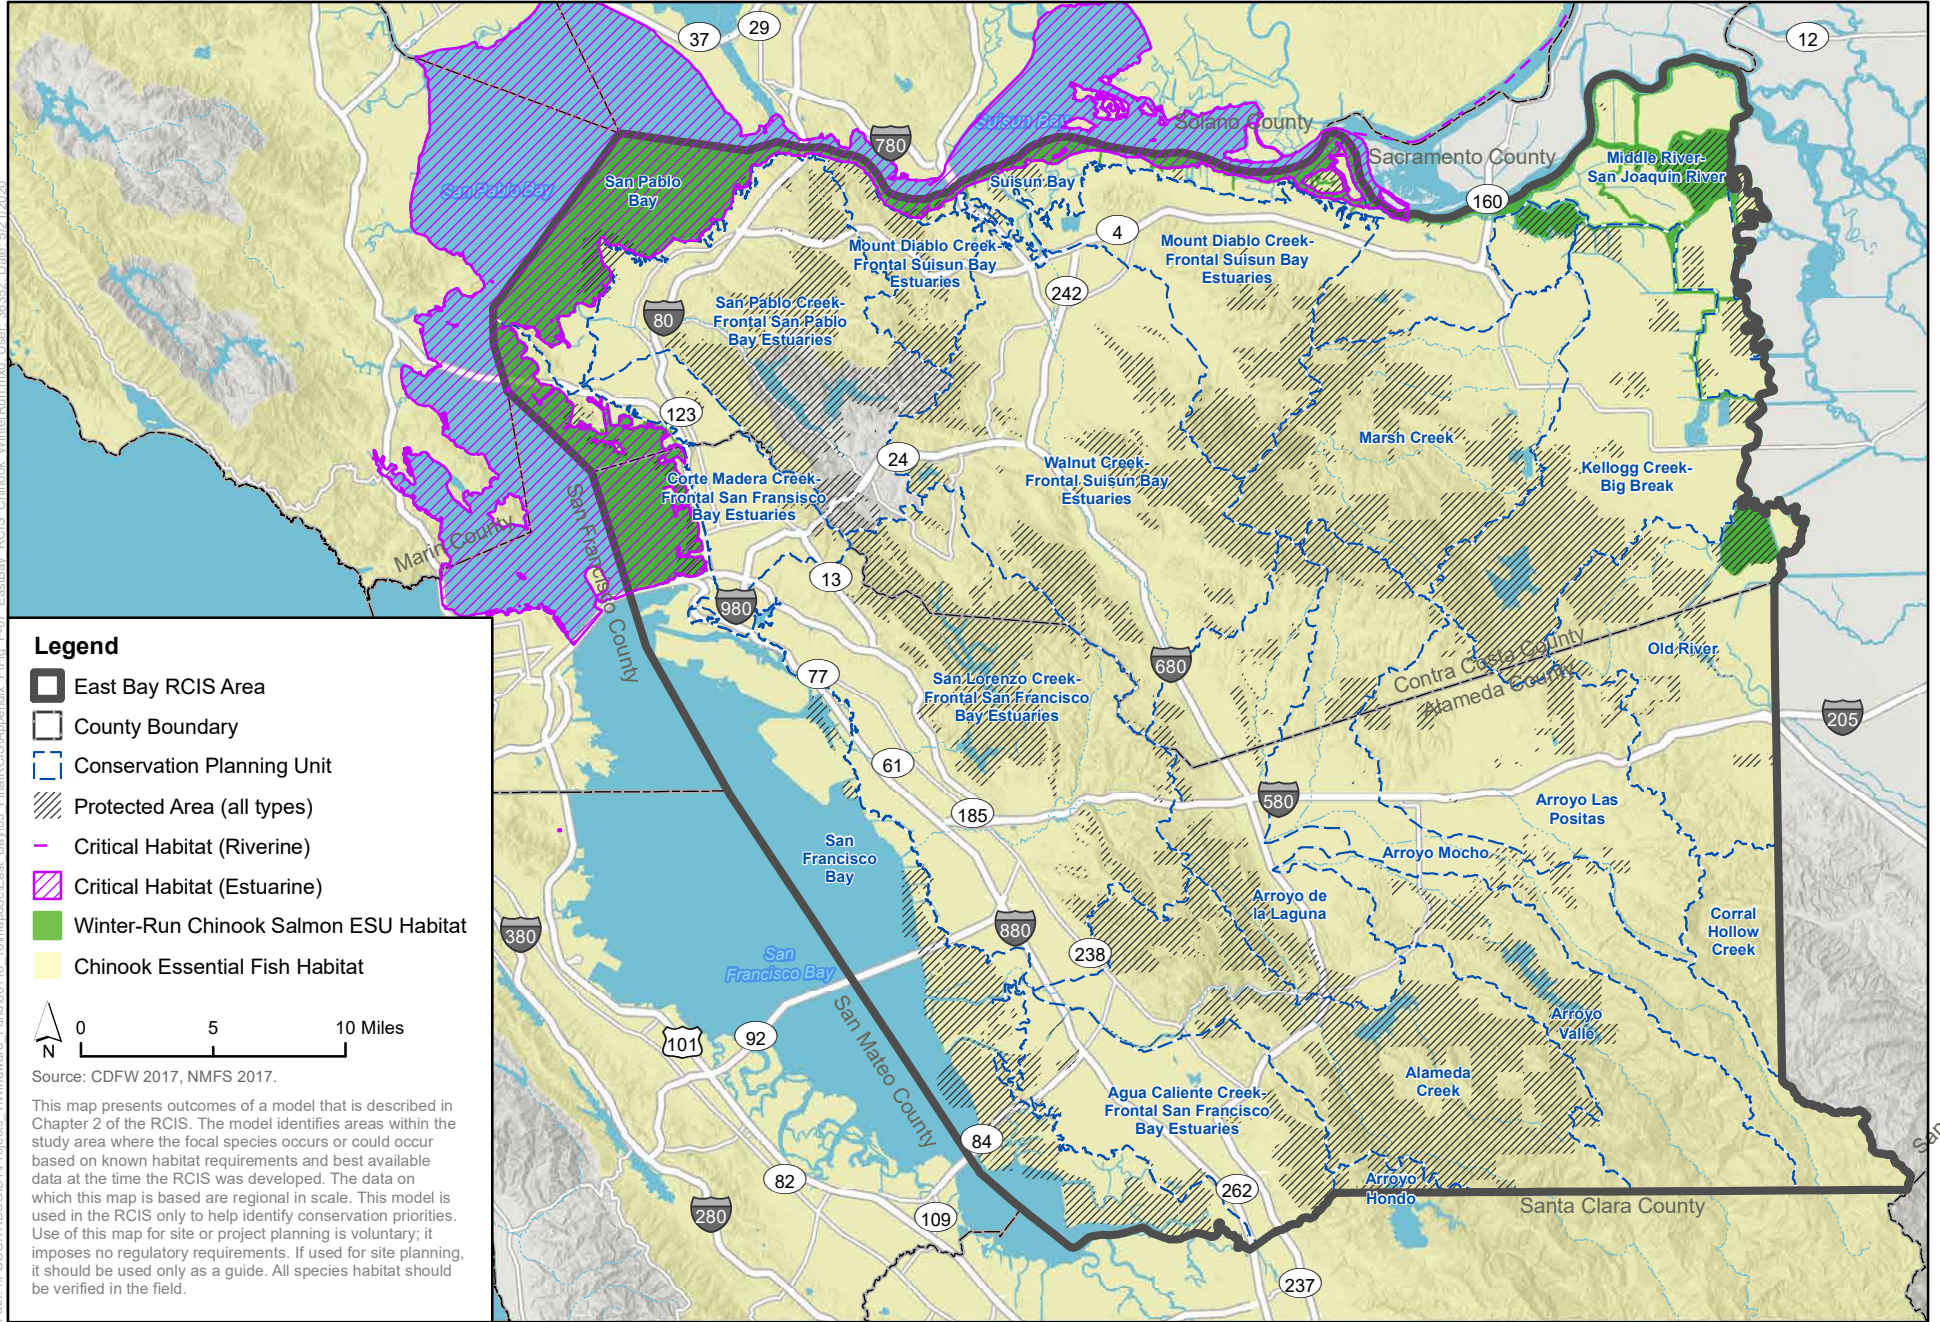 37
29
12
780
Suisun Bay
Solano County
Sacramento County
Middle River-
San Joaquin River
San Pablo Bay
San Pablo
Bay
Suisun Bay
160
4
Mount Diablo Creek-
Frontal Suisun Bay
Estuaries
Mount Diablo Creek-
Frontal Suisun Bay
Estuaries
242
San Pablo Creek-
Frontal San Pablo
Bay Estuaries
80
123
24
Marsh Creek
Walnut Creek-
Frontal Suisun Bay
Estuaries
Kellogg Creek-
Big Break
Corte Madera Creek-
Frontal San Fransisco
Bay Estuaries
Marin County
San Francisco County
13
980
680
Contra Costa County
Alameda County
Old River
77
San Lorenzo Creek-
Frontal San Francisco
Bay Estuaries
205
61
580
185
Arroyo Las
Positas
San
Francisco
Bay
Arroyo Mocho
Arroyo de
la Laguna
380
880
238
Corral
Hollow
Creek
San
Francisco Bay
Arroyo
Valle
101
92
San Mateo County
Alameda
Creek
Agua Caliente Creek-
Frontal San Francisco
Bay Estuaries
84
82
262
Arroyo
Hondo
Santa Clara County
280
109
237
San
Legend
East Bay RCIS Area
County Boundary
Conservation Planning Unit
Protected Area (all types)
Critical Habitat (Riverine)
Critical Habitat (Estuarine)
Winter-Run Chinook Salmon ESU Habitat
Chinook Essential Fish Habitat
N
0 5 10 Miles
Source: CDFW 2017, NMFS 2017.
This map presents outcomes of a model that is described in
Chapter 2 of the RCIS. The model identifies areas within the
study area where the focal species occurs or could occur
based on known habitat requirements and best available
data at the time the RCIS was developed. The data on
which this map is based are regional in scale. This model is
used in the RCIS only to help identify conservation priorities.
Use of this map for site or project planning is voluntary; it
imposes no regulatory requirements. If used for site planning,
it should be used only as a guide. All species habitat should
be verified in the field.